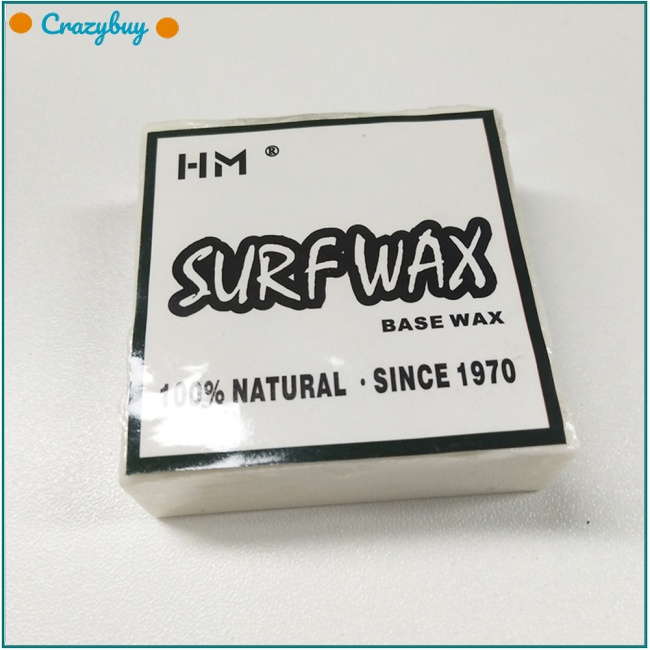 Crazybuy
HM ®
SURF WAX
BASE WAX
100% NATURAL · SINCE 1970